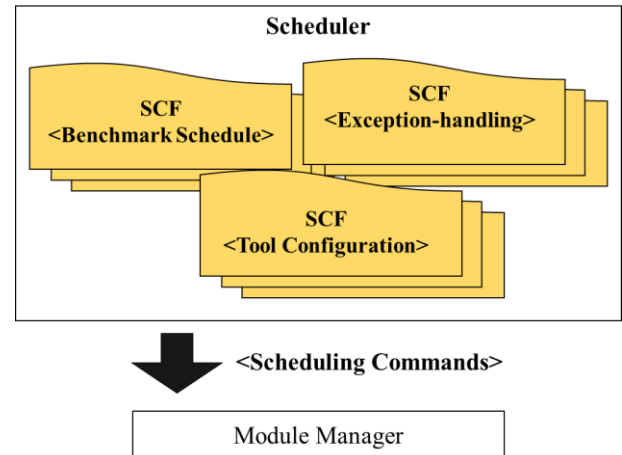 Scheduler
SCF
<Benchmark Schedule>
SCF
<Exception-handling>
SCF
<Tool Configuration>
<Scheduling Commands>
Module Manager